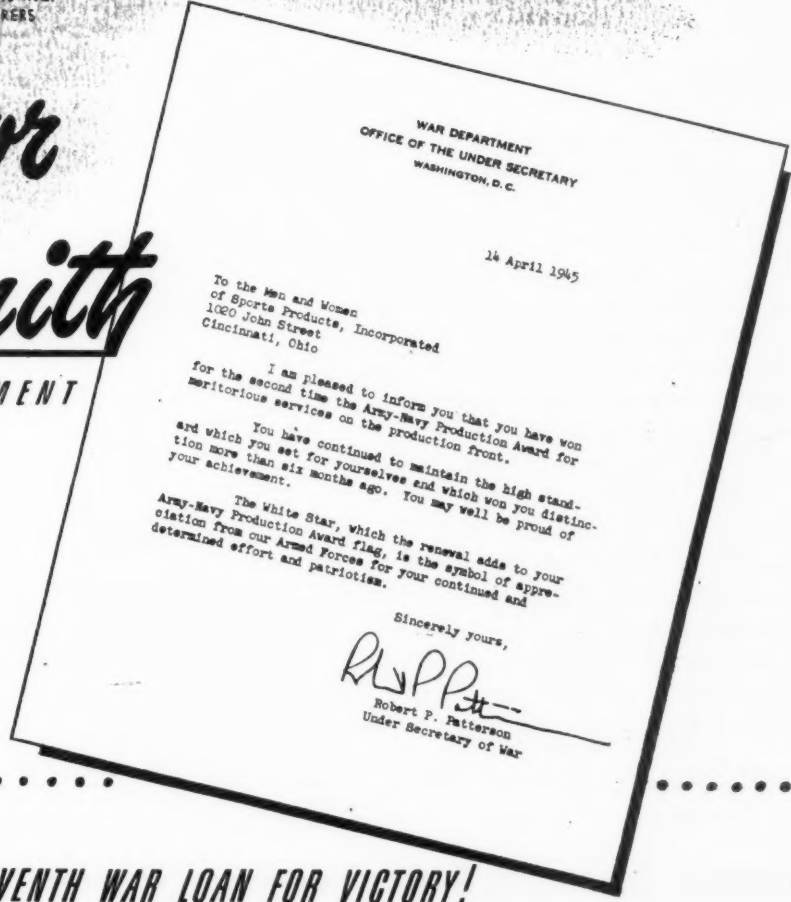 RERS
WAR DEPARTMENT
OFFICE OF THE UNDER SECRETARY
WASHINGTON, D. C.
14 April 1945
To the Men and Women
of Sports Products, Incorporated
1020 John Street
Cincinnati, Ohio
I am pleased to inform you that you have won
for the second time the Army-Navy Production Award for
meritorious services on the production front.
You have continued to maintain the high stand-
ard which you set for yourselves and which won you distinc-
tion more than six months ago. You may well be proud of
your achievement.
The White Star, which the renewal adds to your
Army-Navy Production Award flag, is the symbol of appre-
ciation from our Armed Forces for your continued and
determined effort and patriotism.
Sincerely yours,
Robert P. Patterson
Under Secretary of War
MENT
VENTH WAR LOAN FOR VICTORY!